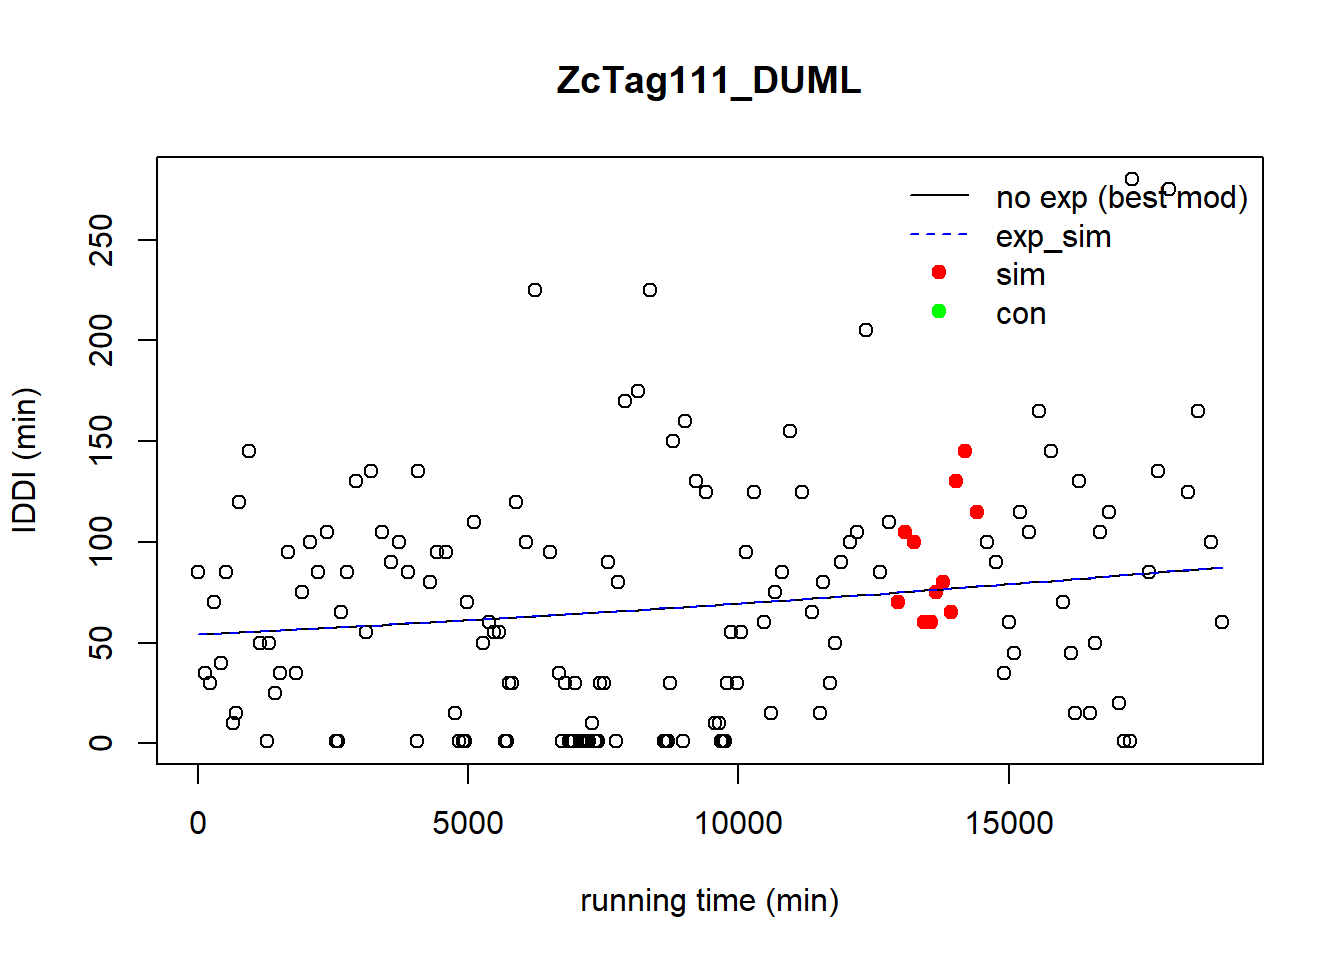 ZcTag111_DUML
no exp (best mod)
exp_sim
sim
con
IDDI (min)
250
200
150
100
50
0
0 5000 10000 15000
running time (min)